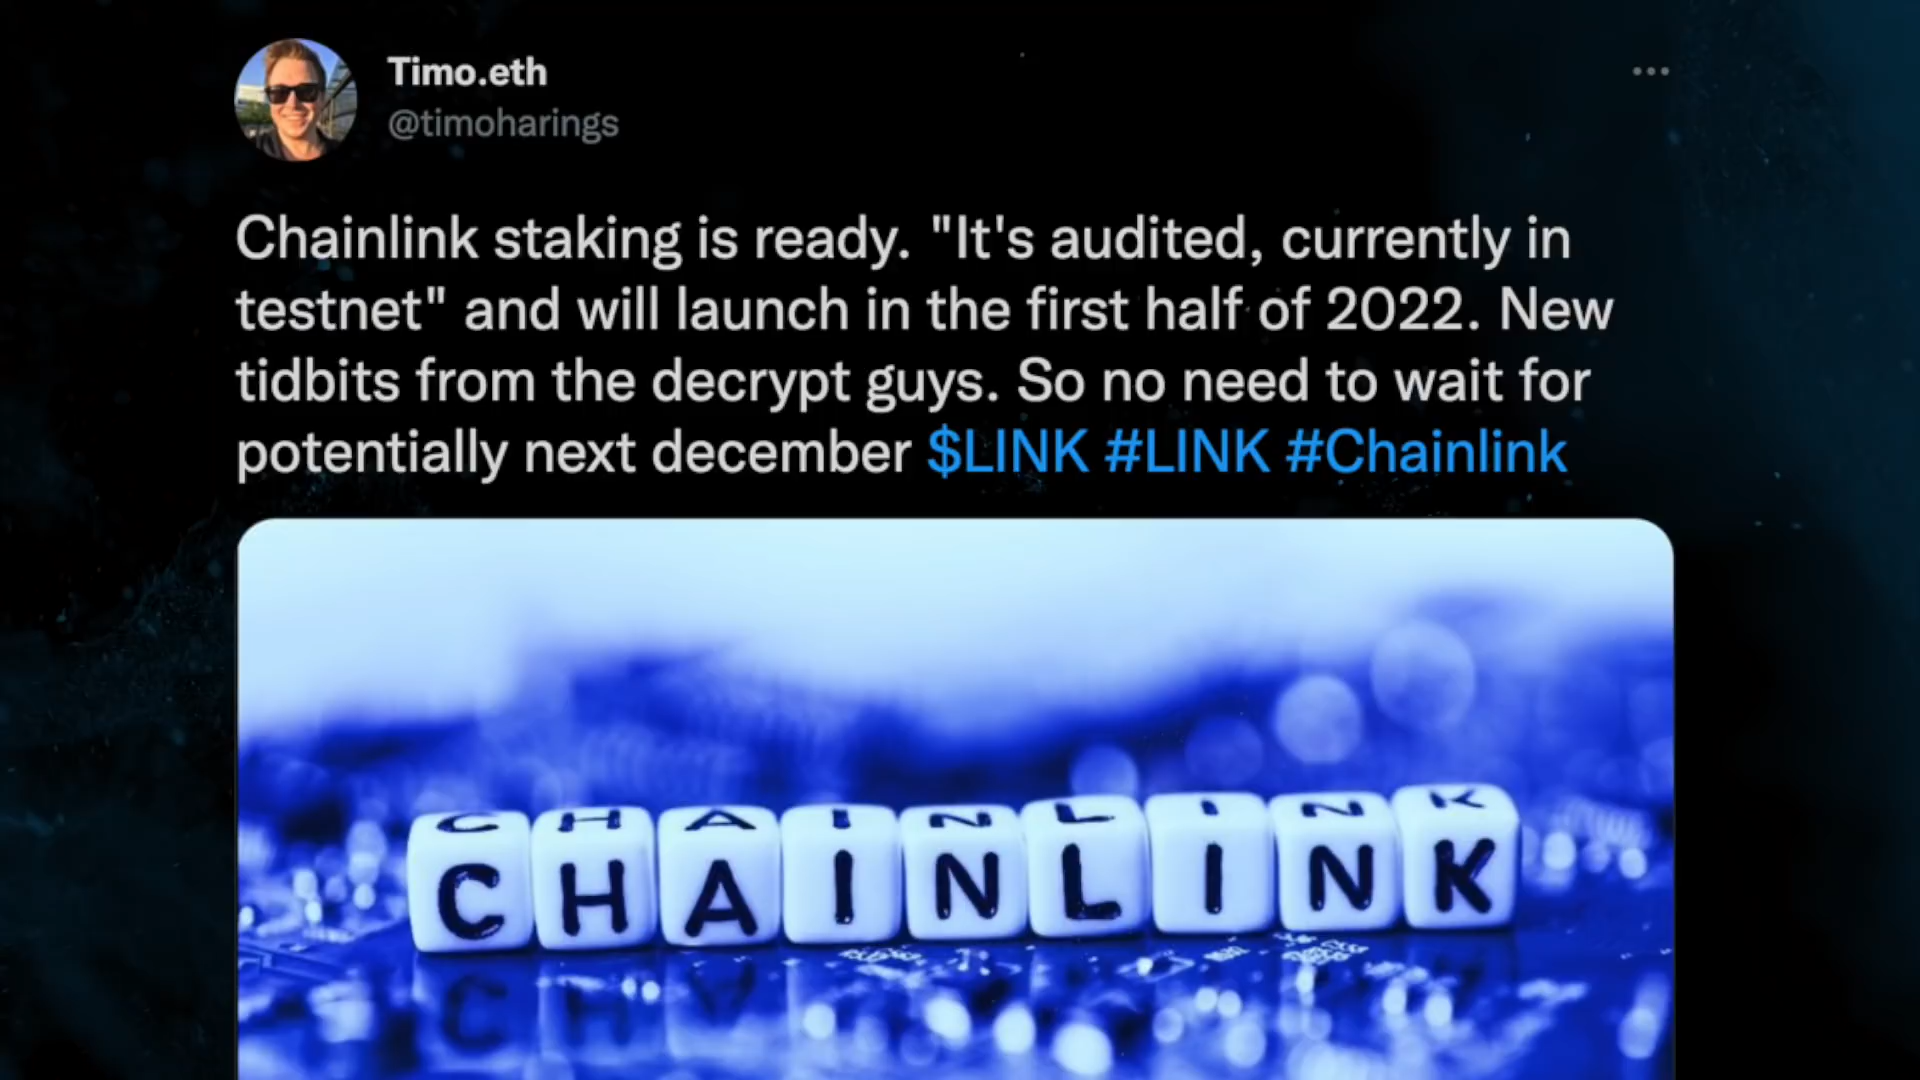 Timo.eth
@timoharings
Chainlink staking is ready. "It's audited, currently in
testnet" and will launch in the first half of 2022. New
tidbits from the decrypt guys. So no need to wait for
potentially next december $LINK #LINK #Chainlink
C H A I N L I N K
C H A I N L I N K